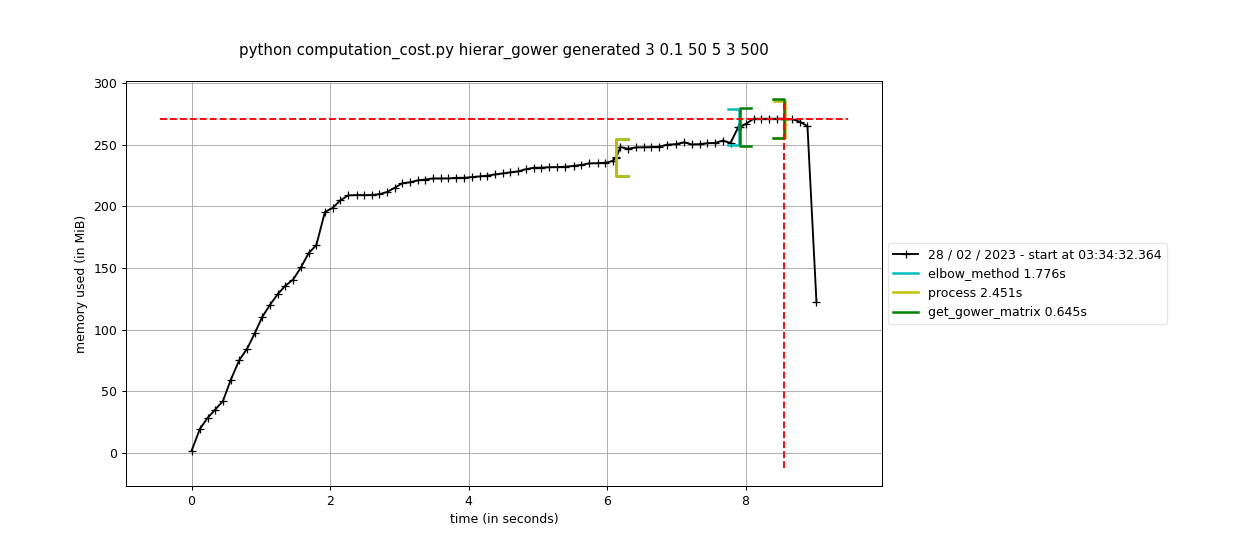 python computation_cost.py hierar_gower generated 3 0.1 50 5 3 500
300
250
200
150
100
50
0
memory used (in MiB)
0 2 4 6 8
time (in seconds)
28 / 02 / 2023 - start at 03:34:32.364
elbow_method 1.776s
process 2.451s
get_gower_matrix 0.645s